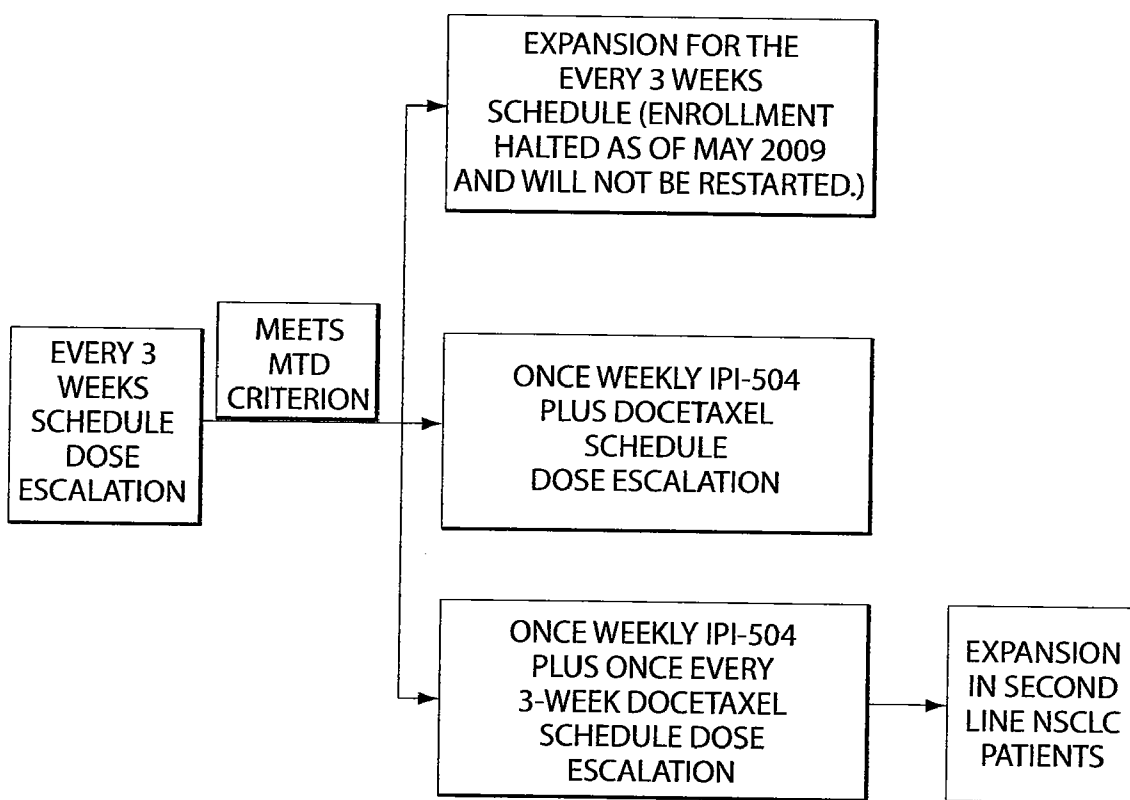 EVERY 3
WEEKS
SCHEDULE
DOSE
ESCALATION
MEETS
MTD
CRITERION
EXPANSION FOR THE
EVERY 3 WEEKS
SCHEDULE (ENROLLMENT
HALTED AS OF MAY 2009
AND WILL NOT BE RESTARTED.)
ONCE WEEKLY IPI-504
PLUS DOCETAXEL
SCHEDULE
DOSE ESCALATION
ONCE WEEKLY IPI-504
PLUS ONCE EVERY
3-WEEK DOCETAXEL
SCHEDULE DOSE
ESCALATION
EXPANSION
IN SECOND
LINE NSCLC
PATIENTS